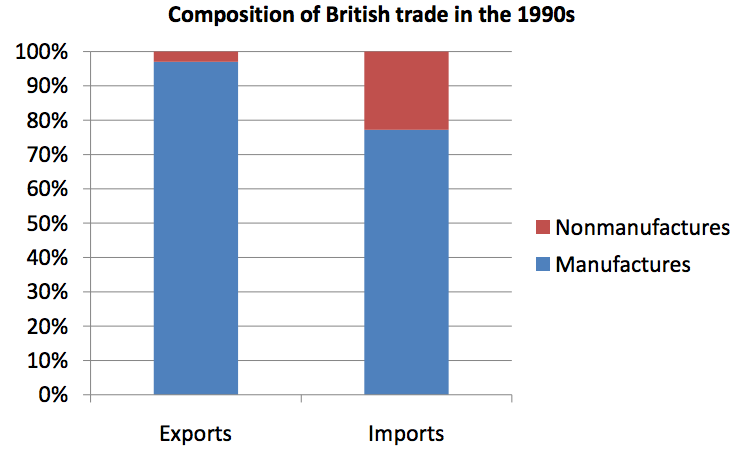 Composition of British trade in the 1990s
100%
90%
80%
70%
60%
50%
40%
30%
20%
10%
0%
Exports
Imports
Nonmanufactures
Manufactures